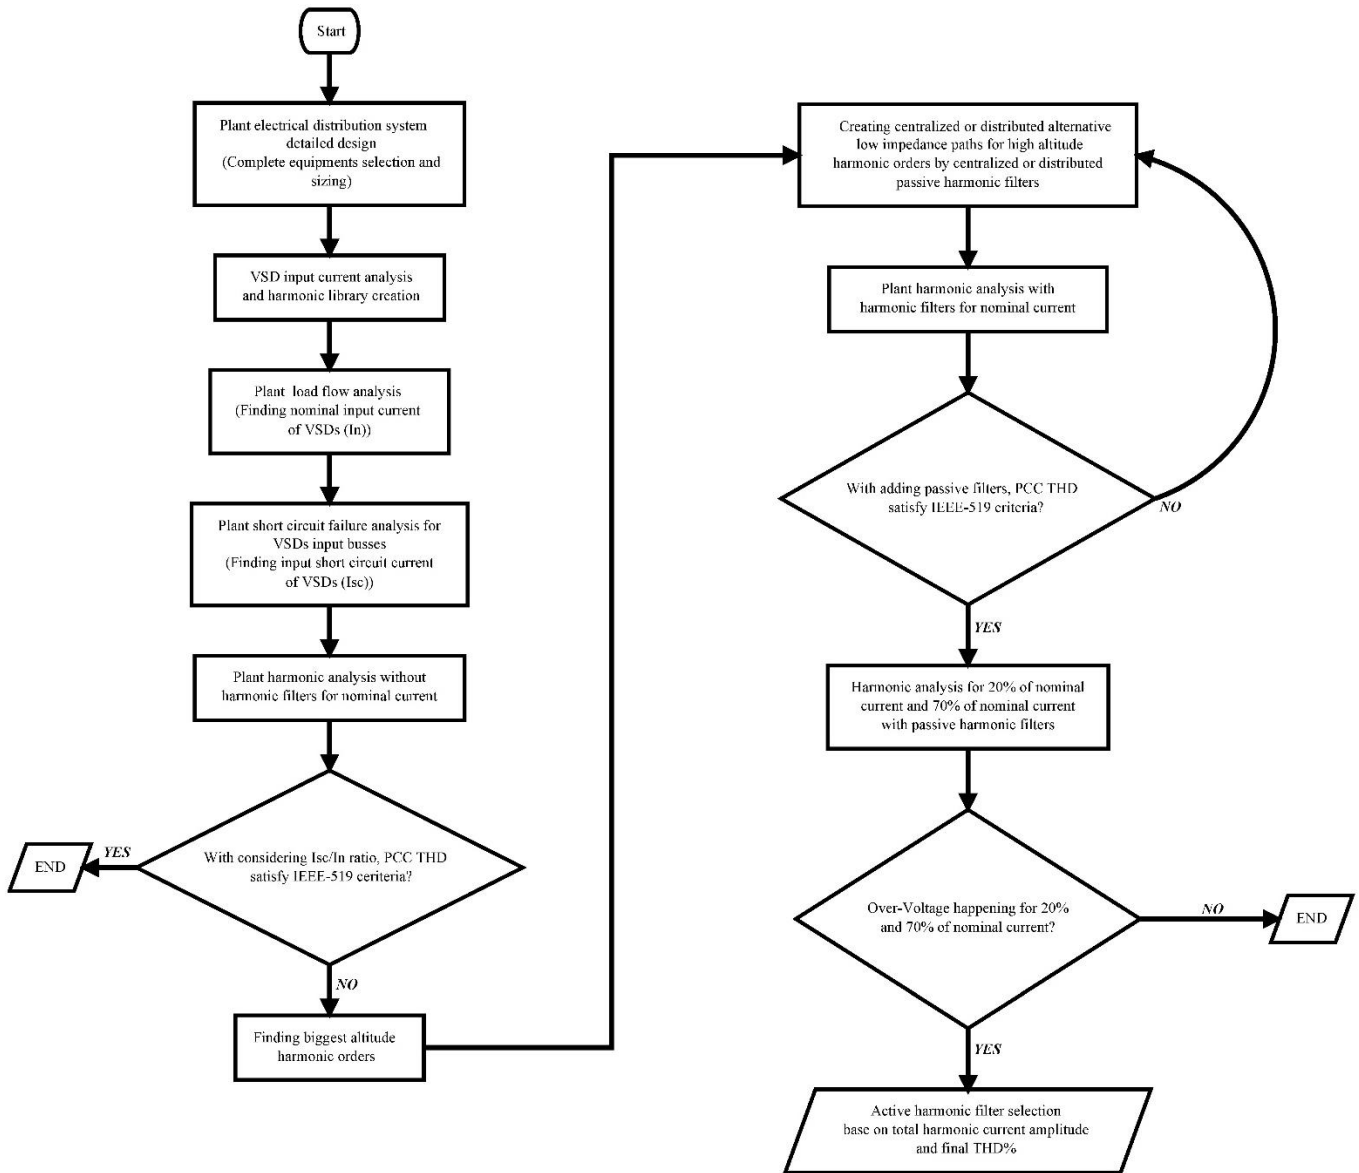 Start
Plant electrical distribution system
detailed design
(Complete equipments selection and
sizing)
VSD input current analysis
and harmonic library creation
Plant load flow analysis
(Finding nominal input current
of VSDs (In))
Plant short circuit failure analysis for
VSDs input busses
(Finding input short circuit current
of VSDs (Isc))
Plant harmonic analysis without
harmonic filters for nominal current
With considering Isc/In ratio, PCC THD
satisfy IEEE-519 ceriteria?
YES
END
NO
Finding biggest altitude
harmonic orders
Creating centralized or distributed alternative
low impedance paths for high altitude
harmonic orders by centralized or distributed
passive harmonic filters
Plant harmonic analysis with
harmonic filters for nominal current
With adding passive filters, PCC THD
satisfy IEEE-519 criteria?
NO
YES
Harmonic analysis for 20% of nominal
current and 70% of nominal current
with passive harmonic filters
Over-Voltage happening for 20%
and 70% of nominal current?
NO
END
YES
Active harmonic filter selection
base on total harmonic current amplitude
and final THD%